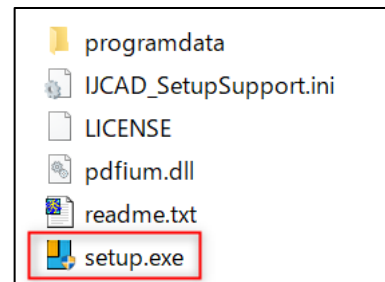 programdata
IJCAD_SetupSupport.ini
LICENSE
pdfium.dll
readme.txt
setup.exe